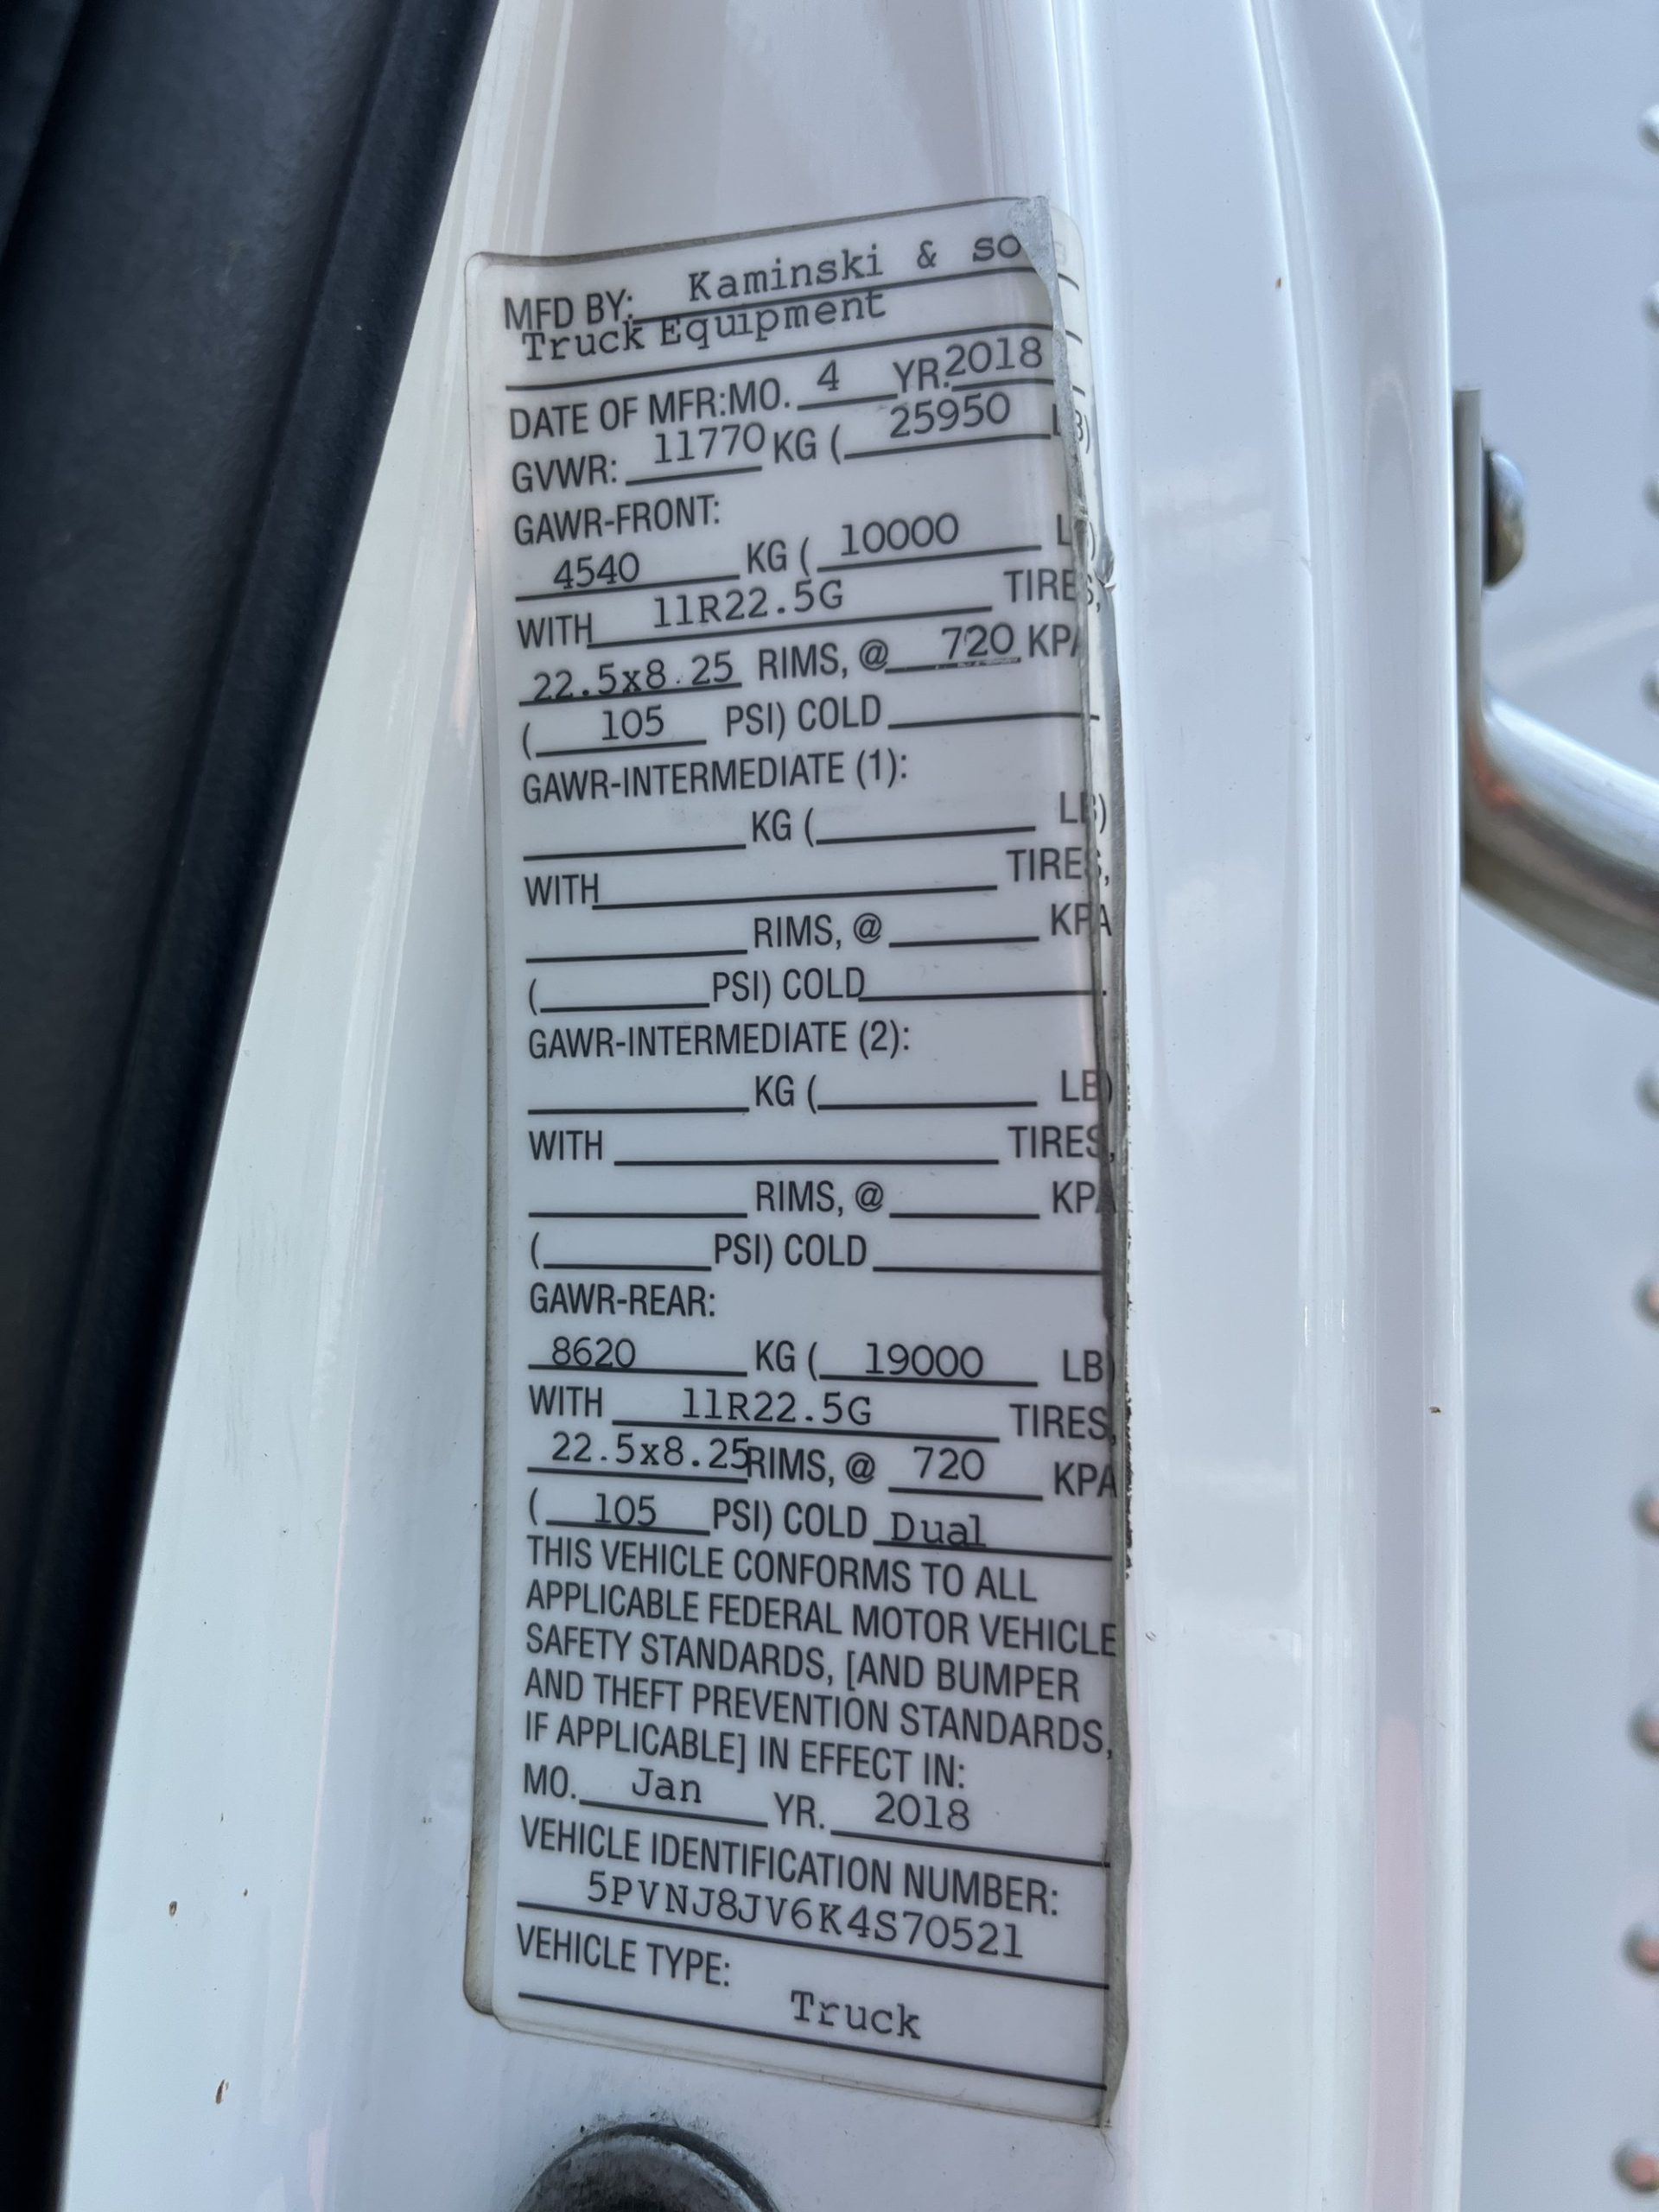 MFD BY: Kaminski & so
Truck Equipment
DATE OF MFR:MO. 4 YR. 2018
GVWR: 11770 KG ( 25950 LB)
GAWR-FRONT:
4540 KG ( 10000 LB)
WITH 11R22.5G TIRES,
22.5x8.25 RIMS, @ 720 KPA
( 105 PSI) COLD
GAWR-INTERMEDIATE (1):
KG ( LB)
WITH TIRES,
RIMS, @ KPA
( PSI) COLD .
GAWR-INTERMEDIATE (2):
KG ( LB)
WITH TIRES,
RIMS, @ KPA
( PSI) COLD
GAWR-REAR:
8620 KG ( 19000 LB)
WITH 11R22.5G TIRES,
22.5x8.25 RIMS, @ 720 KPA
( 105 PSI) COLD Dual
THIS VEHICLE CONFORMS TO ALL
APPLICABLE FEDERAL MOTOR VEHICLE
SAFETY STANDARDS, [AND BUMPER
AND THEFT PREVENTION STANDARDS,
IF APPLICABLE] IN EFFECT IN:
MO. Jan YR. 2018
VEHICLE IDENTIFICATION NUMBER:
5PVNJ8JV6K4S70521
VEHICLE TYPE:
Truck